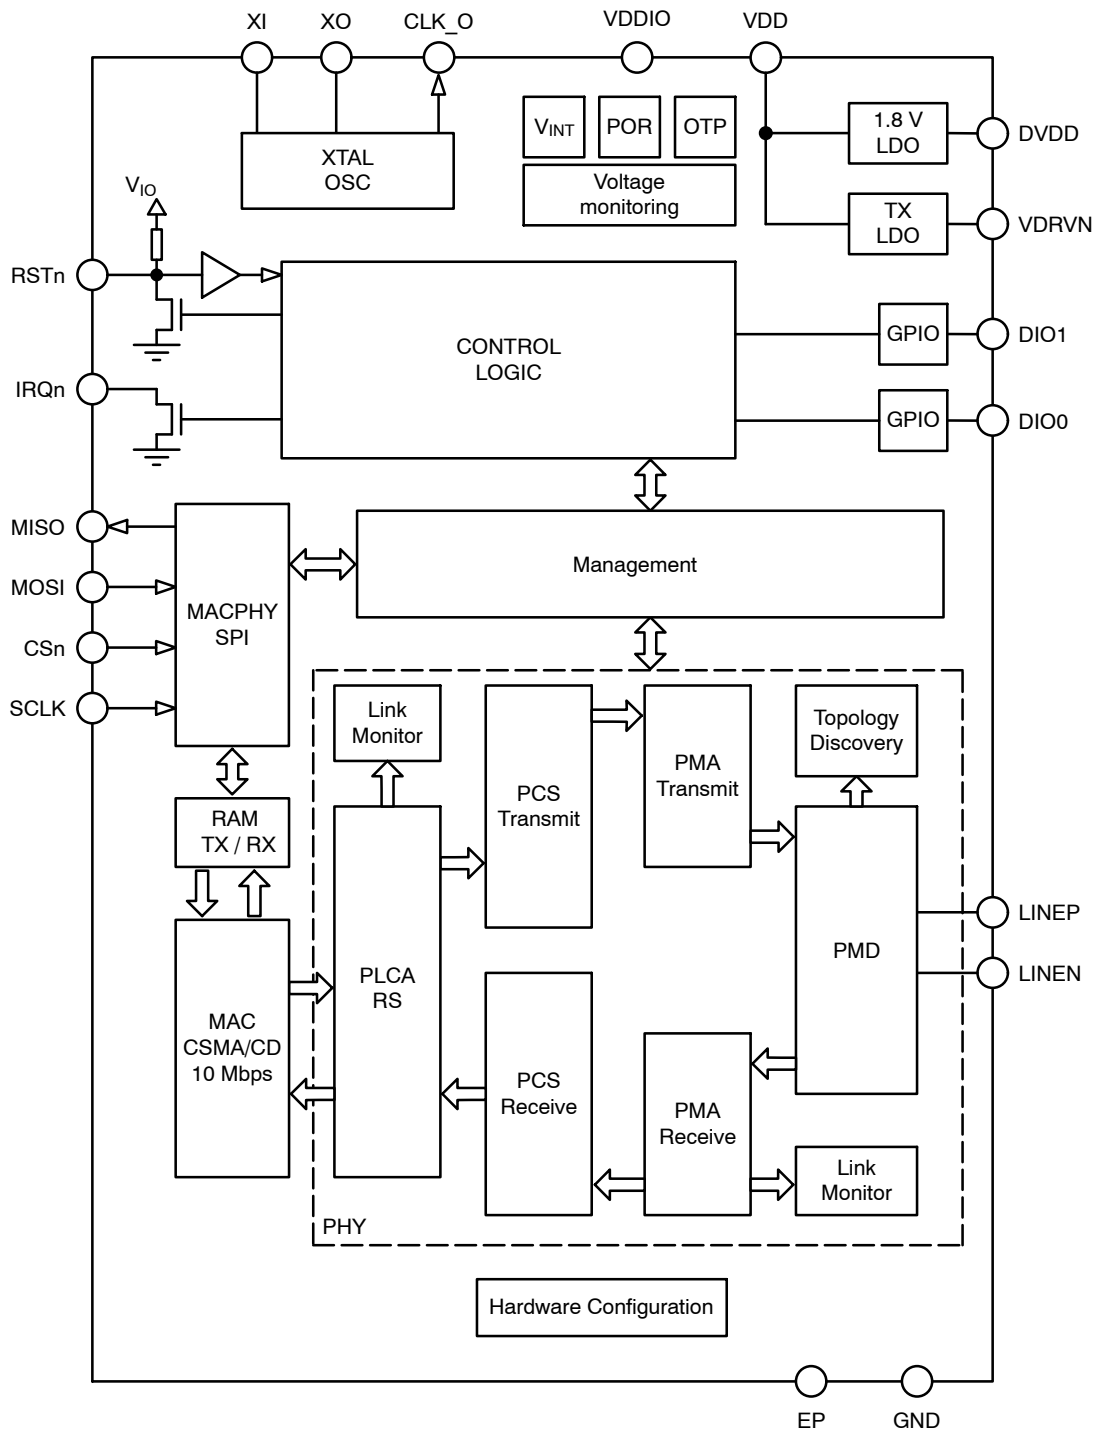 XI
XO
CLK_O
VDDIO
VDD
XTAL
OSC
VINT
POR
OTP
Voltage
monitoring
1.8 V
LDO
DVDD
TX
LDO
VDRVN
VIO
RSTn
IRQn
CONTROL
LOGIC
GPIO
DIO1
GPIO
DIO0
MISO
MOSI
CSn
SCLK
MACPHY
SPI
Management
RAM
TX / RX
MAC
CSMA/CD
10 Mbps
Link
Monitor
PLCA
RS
PCS
Transmit
PMA
Transmit
Topology
Discovery
PMD
LINEP
LINEN
PCS
Receive
PMA
Receive
Link
Monitor
PHY
Hardware Configuration
EP
GND